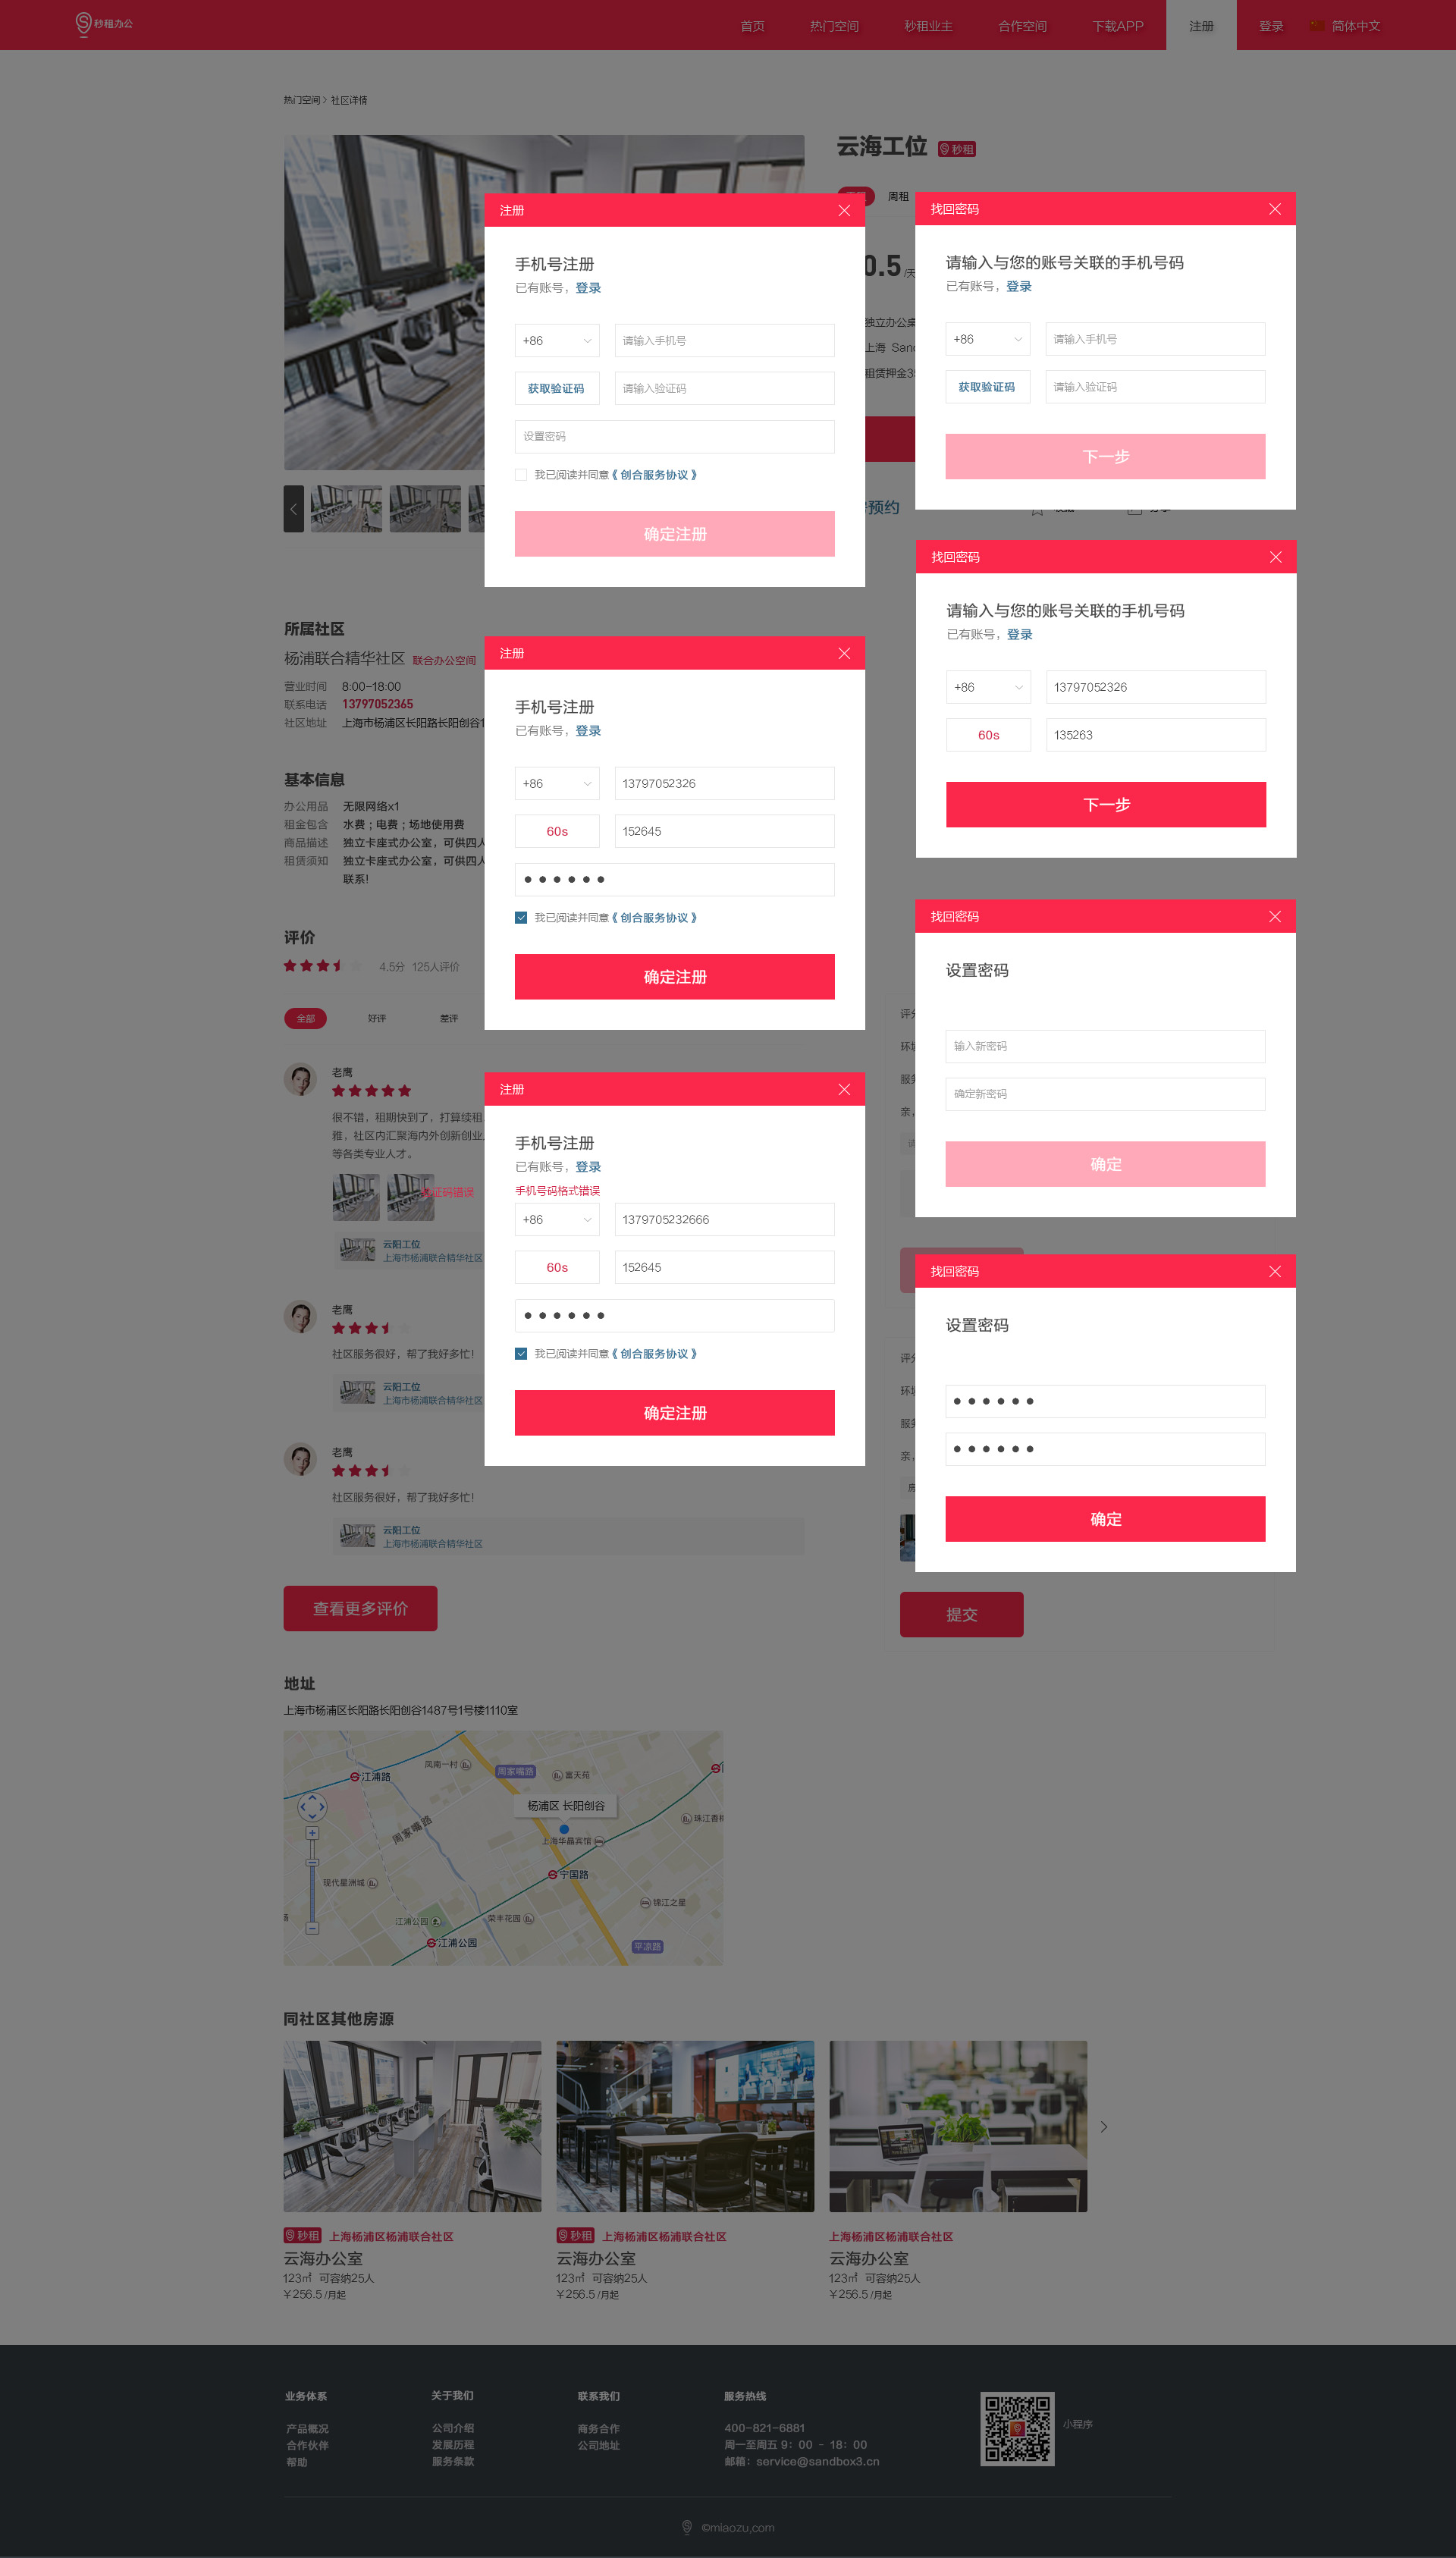 秒租办公
首页 热门空间 秒租业主 合作空间 下载APP 注册 登录 简体中文
热门空间 > 社区详情
云海工位 秒租
周租
0.5 /天
独立办公桌
上海 Sand
租赁押金35
预约
注册
手机号注册
已有账号，登录
+86 请输入手机号
获取验证码 请输入验证码
设置密码
我已阅读并同意《创合服务协议》
确定注册
找回密码
请输入与您的账号关联的手机号码
已有账号，登录
+86 请输入手机号
获取验证码 请输入验证码
下一步
找回密码
请输入与您的账号关联的手机号码
已有账号，登录
+86 13797052326
60s 135263
下一步
所属社区
杨浦联合精华社区 联合办公空间
营业时间 8:00-18:00
联系电话 13797052365
社区地址 上海市杨浦区长阳路长阳创谷1
注册
手机号注册
已有账号，登录
+86 13797052326
60s 152645
我已阅读并同意《创合服务协议》
确定注册
基本信息
办公用品 无限网络x1
租金包含 水费；电费；场地使用费
商品描述 独立卡座式办公室，可供四人
租赁须知 独立卡座式办公室，可供四人
联系！
找回密码
设置密码
输入新密码
确定新密码
确定
评价
4.5分 125人评价
全部 好评 差评
老鹰
很不错，租期快到了，打算续租
雅，社区内汇聚海内外创新创业
等各类专业人才。
证码错误
云阳工位
上海市杨浦联合精华社区
注册
手机号注册
已有账号，登录
手机号码格式错误
+86 1379705232666
60s 152645
我已阅读并同意《创合服务协议》
确定注册
找回密码
设置密码
确定
老鹰
社区服务很好，帮了我好多忙！
云阳工位
上海市杨浦联合精华社区
老鹰
社区服务很好，帮了我好多忙！
云阳工位
上海市杨浦联合精华社区
查看更多评价
提交
地址
上海市杨浦区长阳路长阳创谷1487号1号楼1110室
凤南一村
江浦路
周家嘴路
富天苑
杨浦区 长阳创谷
珠江香樟
周家嘴路
上海华晶宾馆
宁国路
现代星洲城
锦江之星
江浦公园
荣丰花园
江浦公园
平凉路
同社区其他房源
秒租 上海杨浦区杨浦联合社区
云海办公室
123㎡ 可容纳25人
￥256.5 /月起
秒租 上海杨浦区杨浦联合社区
云海办公室
123㎡ 可容纳25人
￥256.5 /月起
上海杨浦区杨浦联合社区
云海办公室
123㎡ 可容纳25人
￥256.5 /月起
业务体系
产品概况
合作伙伴
帮助
关于我们
公司介绍
发展历程
服务条款
联系我们
商务合作
公司地址
服务热线
400-821-6881
周一至周五 9：00 - 18：00
邮箱：service@sandbox3.cn
小程序
©miaozu,com